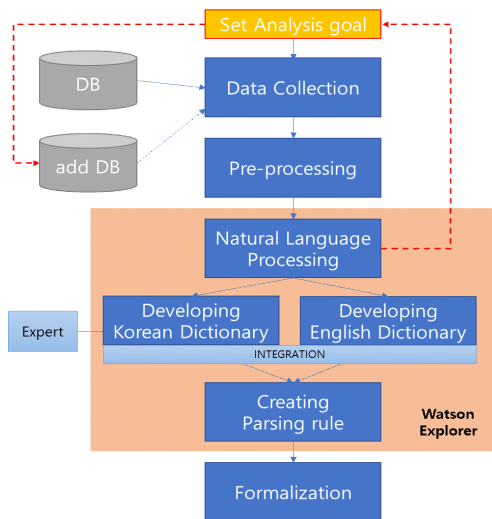 Set Analysis goal
DB
Data Collection
add DB
Pre-processing
Natural Language
Processing
Expert
Developing
Korean Dictionary
Developing
English Dictionary
INTEGRATION
Creating
Parsing rule
Watson
Explorer
Formalization